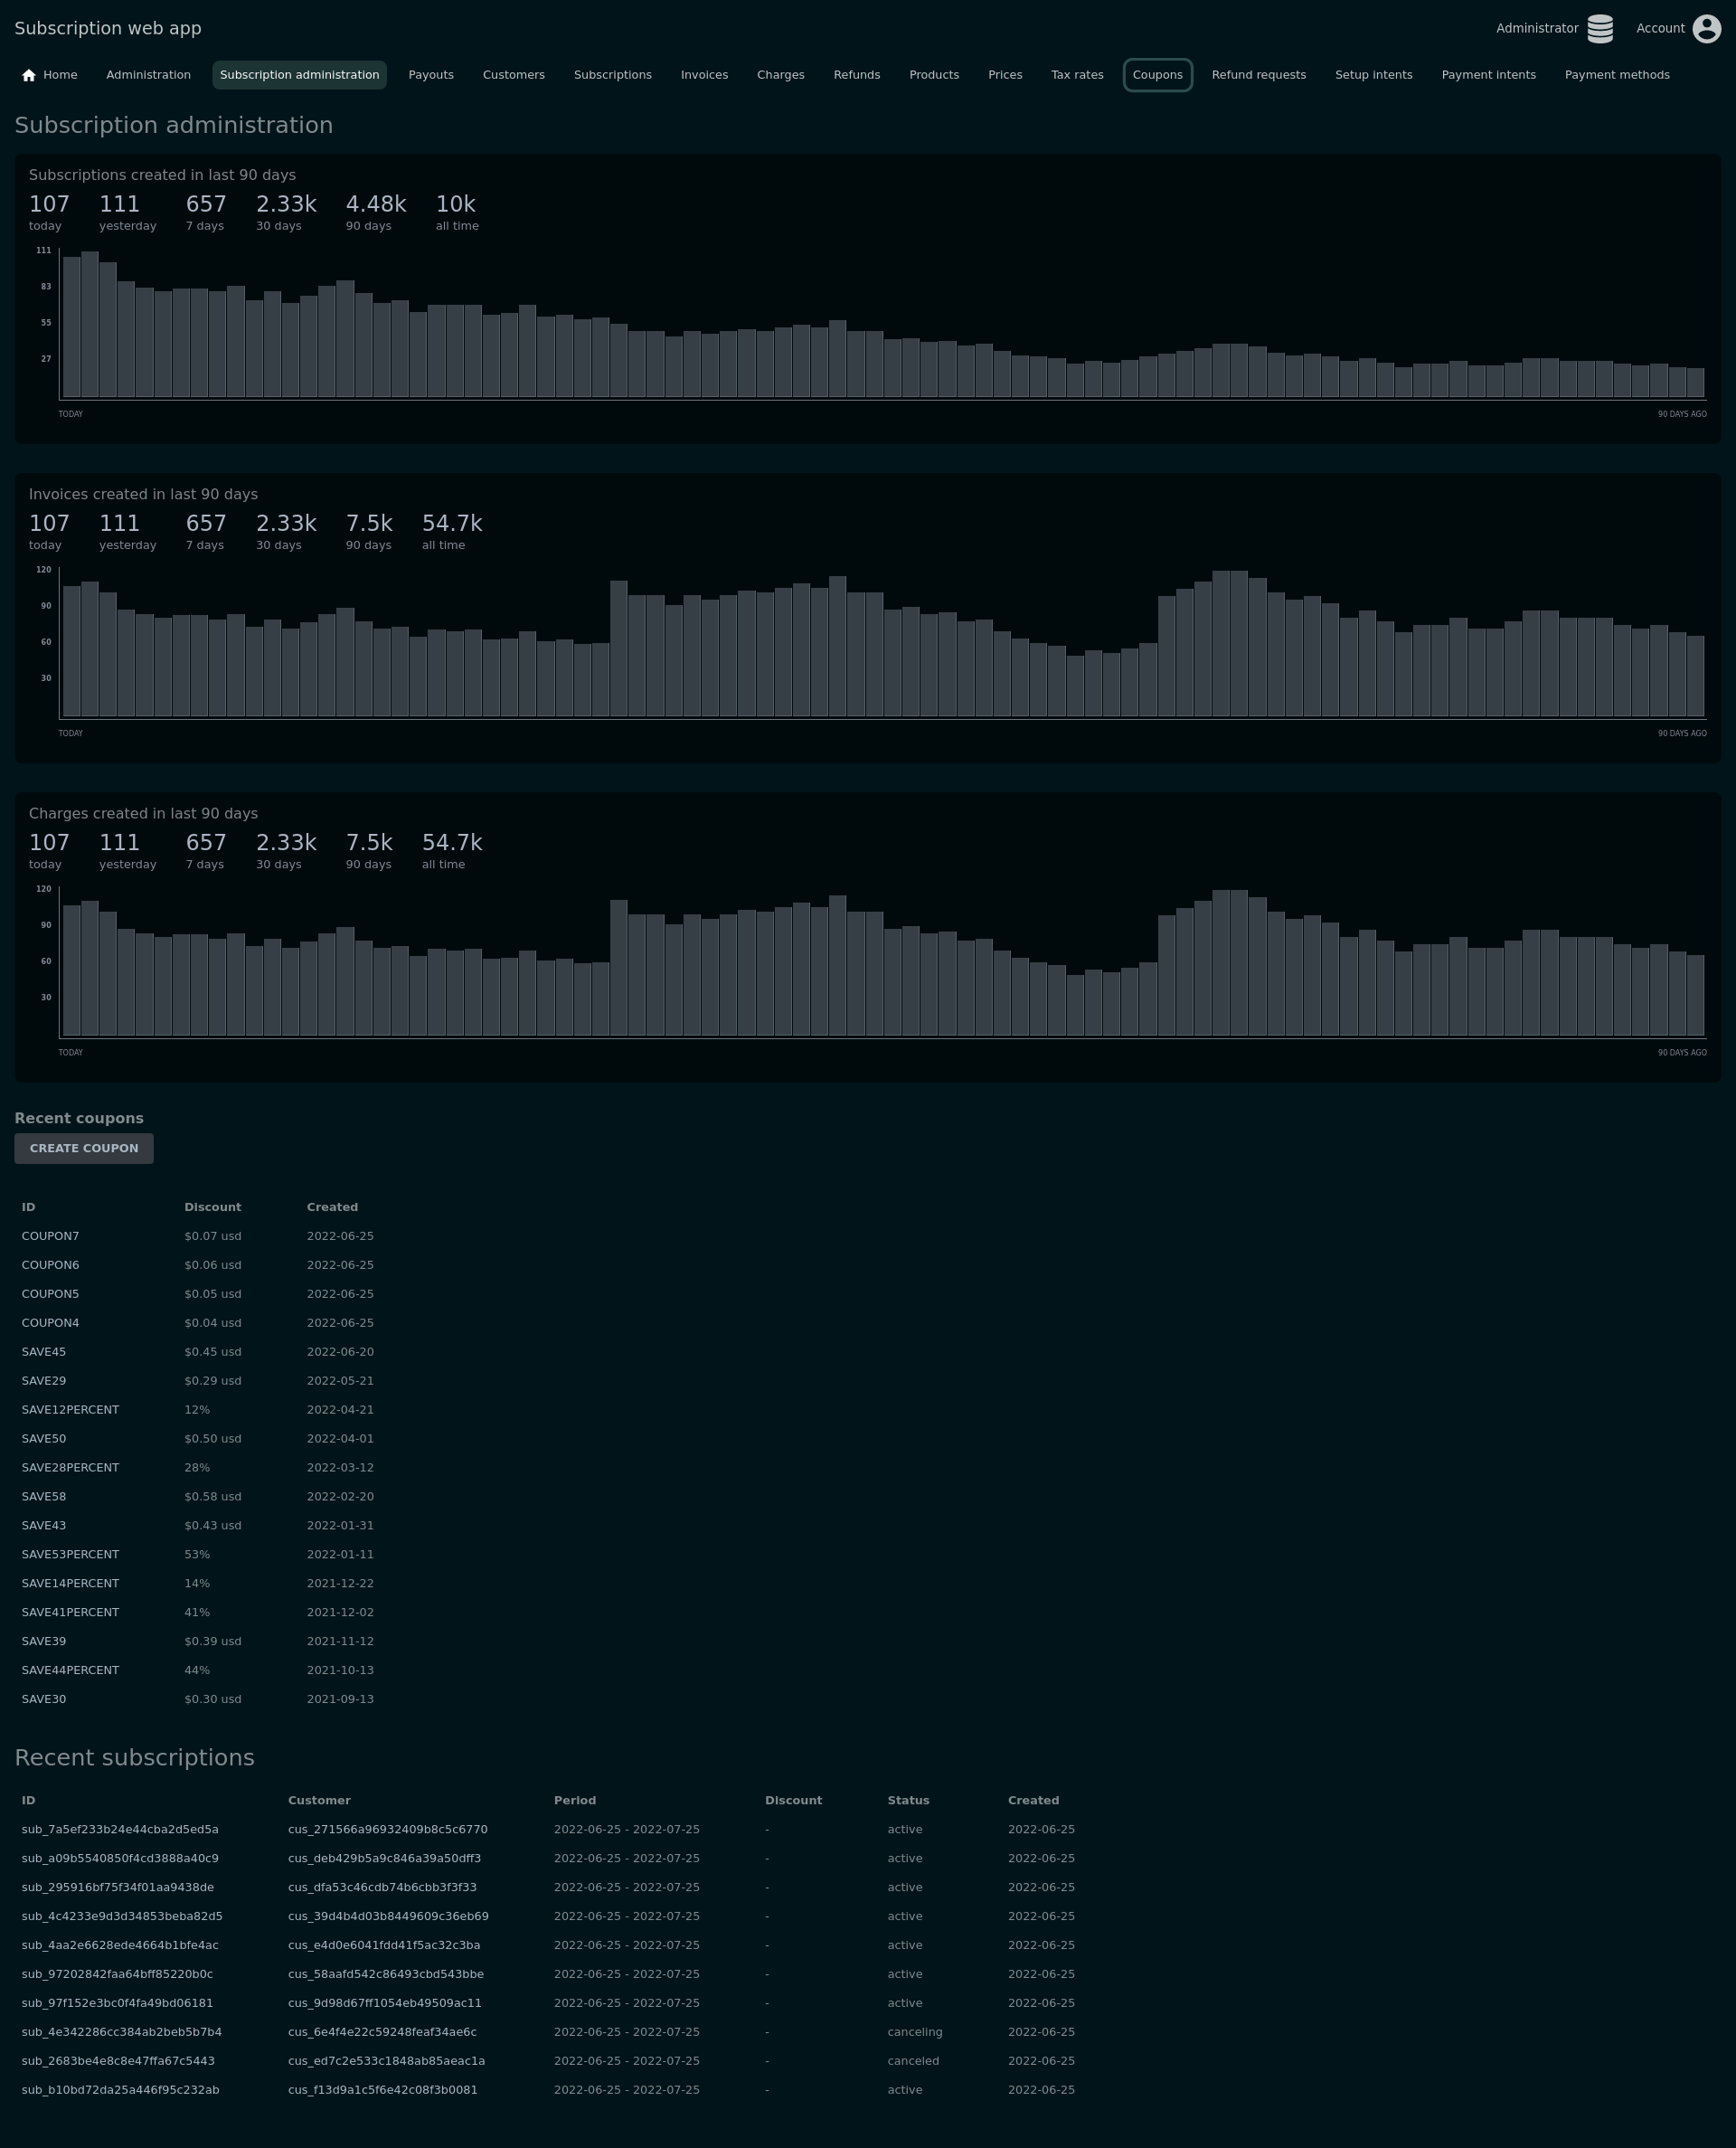 Subscription web app
Administrator Account
Home Administration Subscription administration Payouts Customers Subscriptions Invoices Charges Refunds Products Prices Tax rates Coupons Refund requests Setup intents Payment intents Payment methods
Subscription administration
Subscriptions created in last 90 days
107 111 657 2.33k 4.48k 10k
today yesterday 7 days 30 days 90 days all time
111
83
55
27
TODAY 90 DAYS AGO
Invoices created in last 90 days
107 111 657 2.33k 7.5k 54.7k
today yesterday 7 days 30 days 90 days all time
120
90
60
30
TODAY 90 DAYS AGO
Charges created in last 90 days
107 111 657 2.33k 7.5k 54.7k
today yesterday 7 days 30 days 90 days all time
120
90
60
30
TODAY 90 DAYS AGO
Recent coupons
CREATE COUPON
ID Discount Created
COUPON7 $0.07 usd 2022-06-25
COUPON6 $0.06 usd 2022-06-25
COUPON5 $0.05 usd 2022-06-25
COUPON4 $0.04 usd 2022-06-25
SAVE45 $0.45 usd 2022-06-20
SAVE29 $0.29 usd 2022-05-21
SAVE12PERCENT 12% 2022-04-21
SAVE50 $0.50 usd 2022-04-01
SAVE28PERCENT 28% 2022-03-12
SAVE58 $0.58 usd 2022-02-20
SAVE43 $0.43 usd 2022-01-31
SAVE53PERCENT 53% 2022-01-11
SAVE14PERCENT 14% 2021-12-22
SAVE41PERCENT 41% 2021-12-02
SAVE39 $0.39 usd 2021-11-12
SAVE44PERCENT 44% 2021-10-13
SAVE30 $0.30 usd 2021-09-13
Recent subscriptions
ID Customer Period Discount Status Created
sub_7a5ef233b24e44cba2d5ed5a cus_271566a96932409b8c5c6770 2022-06-25 - 2022-07-25 - active 2022-06-25
sub_a09b5540850f4cd3888a40c9 cus_deb429b5a9c846a39a50dff3 2022-06-25 - 2022-07-25 - active 2022-06-25
sub_295916bf75f34f01aa9438de cus_dfa53c46cdb74b6cbb3f3f33 2022-06-25 - 2022-07-25 - active 2022-06-25
sub_4c4233e9d3d34853beba82d5 cus_39d4b4d03b8449609c36eb69 2022-06-25 - 2022-07-25 - active 2022-06-25
sub_4aa2e6628ede4664b1bfe4ac cus_e4d0e6041fdd41f5ac32c3ba 2022-06-25 - 2022-07-25 - active 2022-06-25
sub_97202842faa64bff85220b0c cus_58aafd542c86493cbd543bbe 2022-06-25 - 2022-07-25 - active 2022-06-25
sub_97f152e3bc0f4fa49bd06181 cus_9d98d67ff1054eb49509ac11 2022-06-25 - 2022-07-25 - active 2022-06-25
sub_4e342286cc384ab2beb5b7b4 cus_6e4f4e22c59248feaf34ae6c 2022-06-25 - 2022-07-25 - canceling 2022-06-25
sub_2683be4e8c8e47ffa67c5443 cus_ed7c2e533c1848ab85aeac1a 2022-06-25 - 2022-07-25 - canceled 2022-06-25
sub_b10bd72da25a446f95c232ab cus_f13d9a1c5f6e42c08f3b0081 2022-06-25 - 2022-07-25 - active 2022-06-25